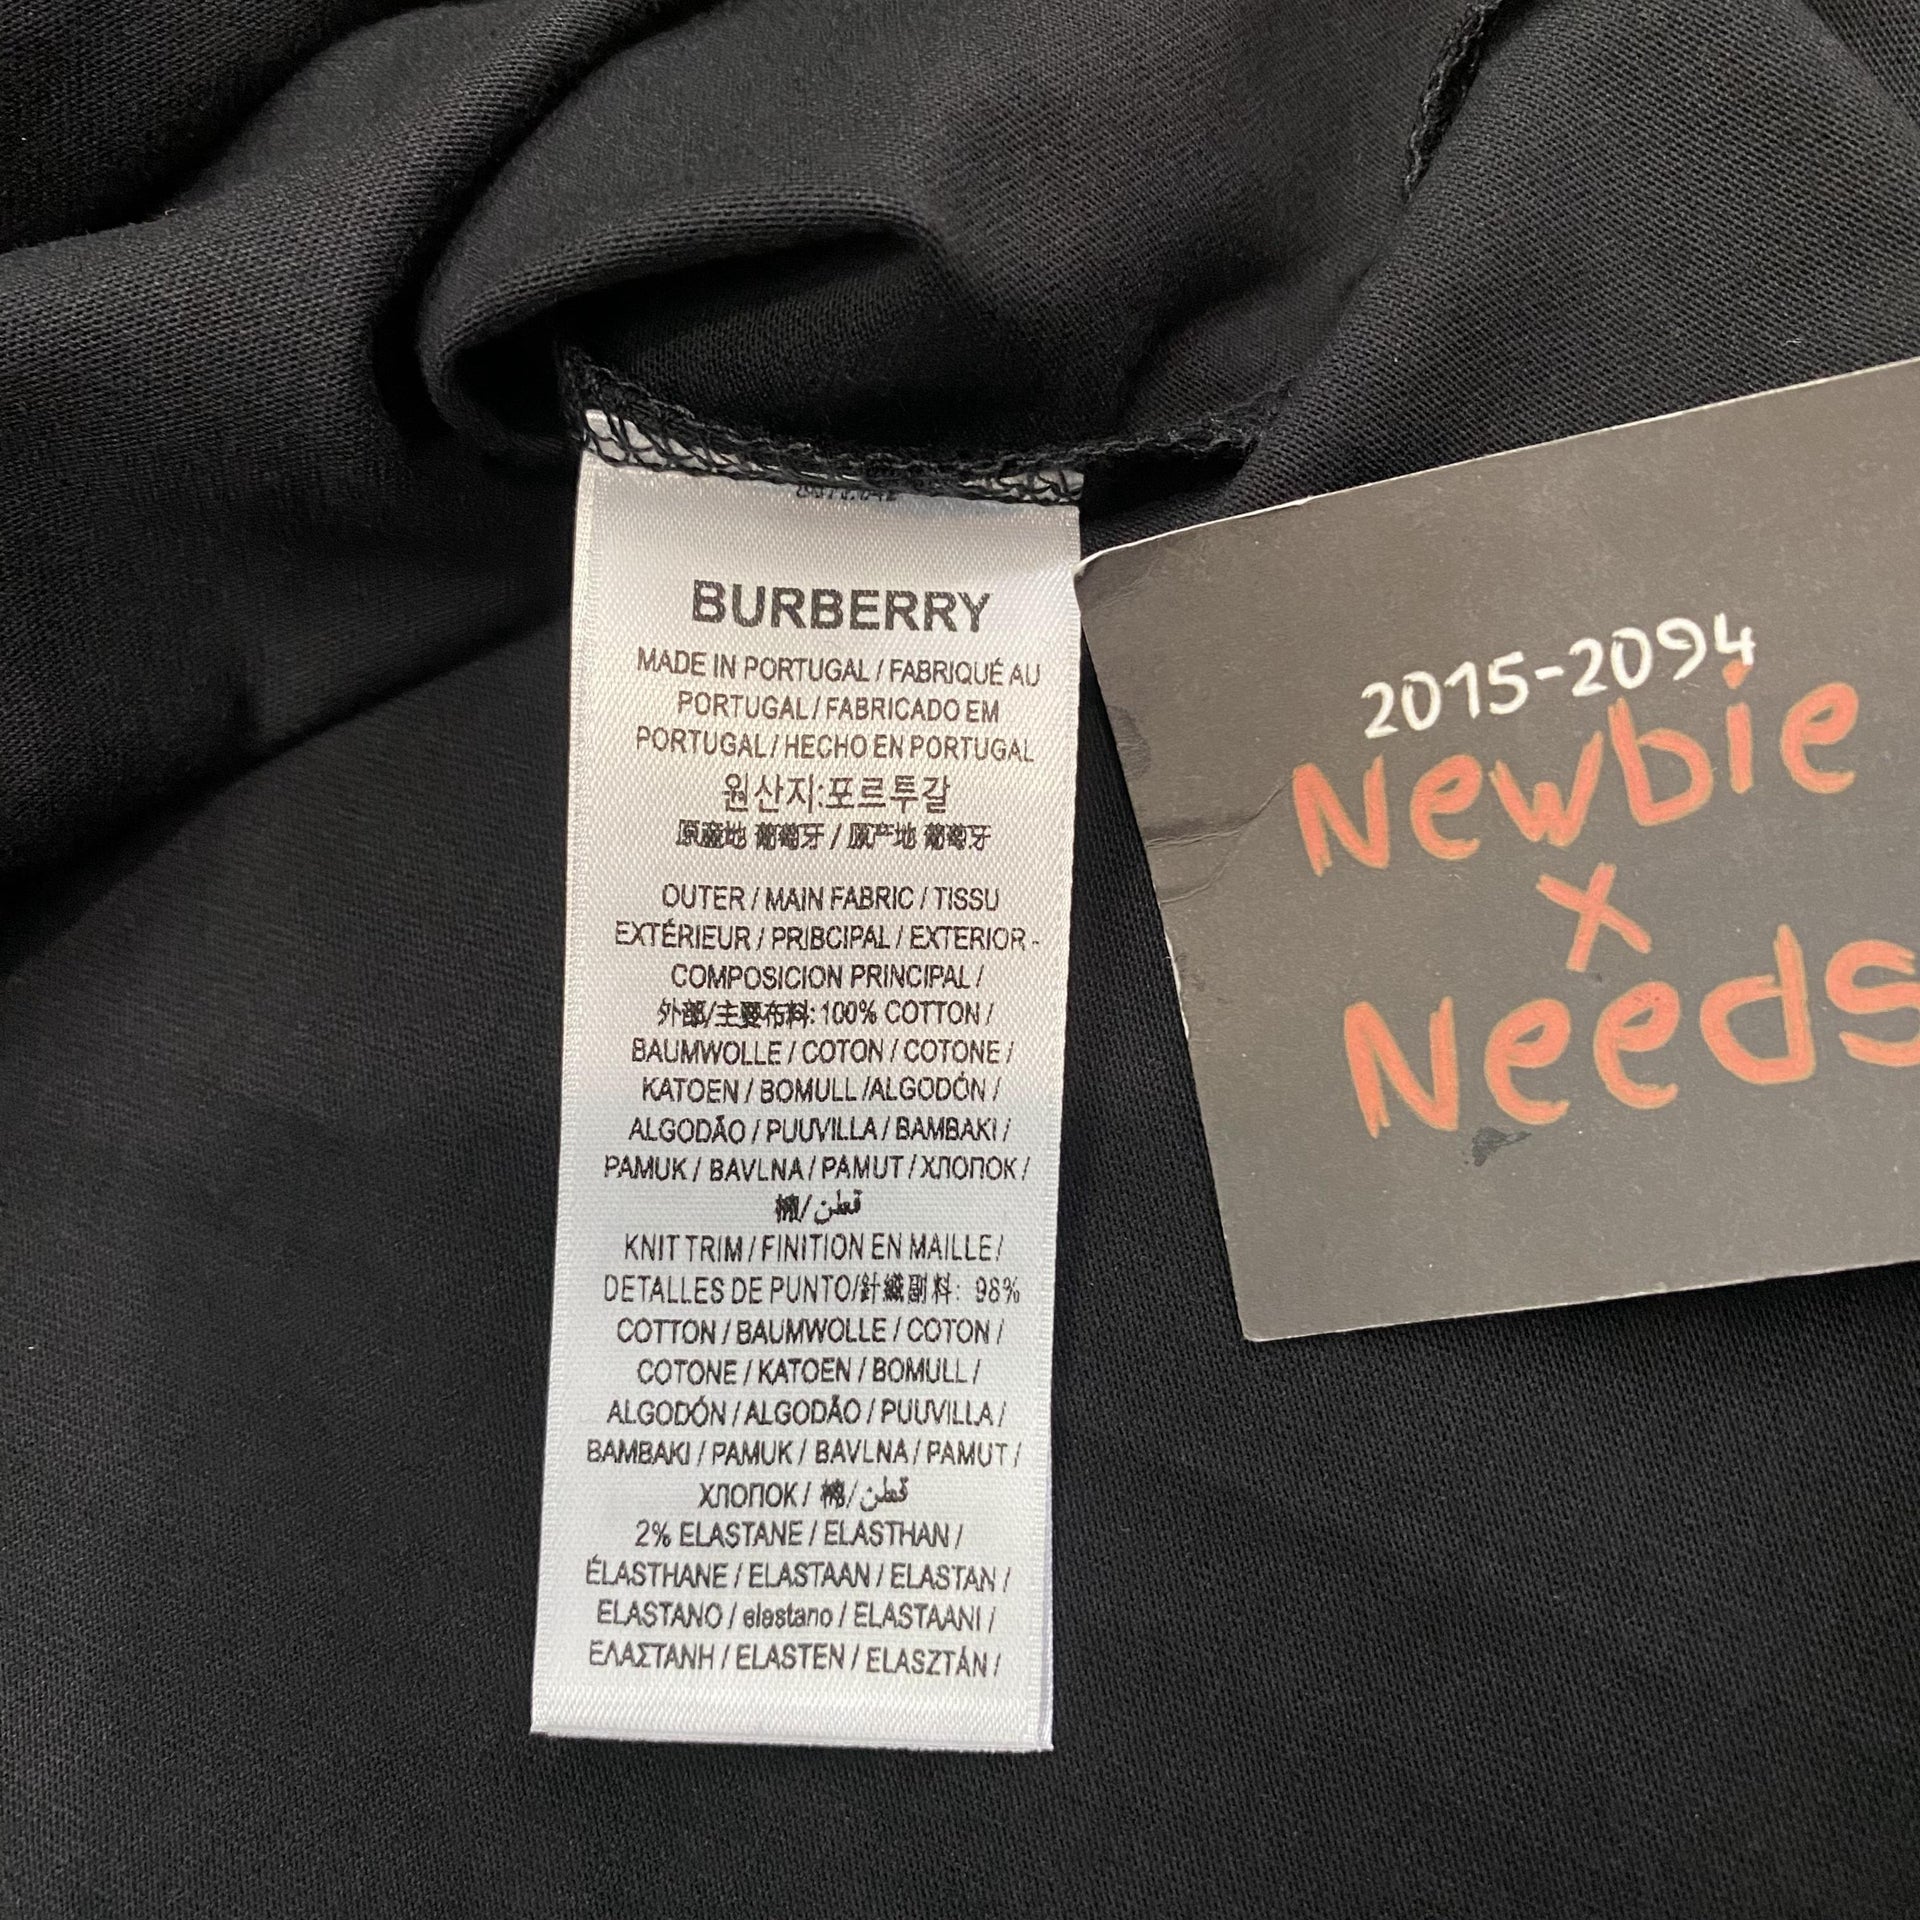 BURBERRY
MADE IN PORTUGAL / FABRIQUÉ AU
PORTUGAL / FABRICADO EM
PORTUGAL / HECHO EN PORTUGAL
원산지:포르투갈
原產地 葡萄牙 / 原产地 葡萄牙
OUTER / MAIN FABRIC / TISSU
EXTÉRIEUR / PRIBCIPAL / EXTERIOR -
COMPOSICION PRINCIPAL /
外部/主要布料: 100% COTTON /
BAUMWOLLE / COTON / COTONE /
KATOEN / BOMULL /ALGODÓN /
ALGODÃO / PUUVILLA / BAMBAKI /
PAMUK / BAVLNA / PAMUT / ХЛОПОК /
棉/قطن
KNIT TRIM / FINITION EN MAILLE /
DETALLES DE PUNTO/針織副料: 98%
COTTON / BAUMWOLLE / COTON /
COTONE / KATOEN / BOMULL /
ALGODÓN / ALGODÃO / PUUVILLA /
BAMBAKI / PAMUK / BAVLNA / PAMUT /
ХЛОПОК / 棉/قطن
2% ELASTANE / ELASTHAN /
ÉLASTHANE / ELASTAAN / ELASTAN /
ELASTANO / elastano / ELASTAANI /
ΕΛΑΣΤΑΝΗ / ELASTEN / ELASZTÁN /
2015-2094
Newbie
x
Needs